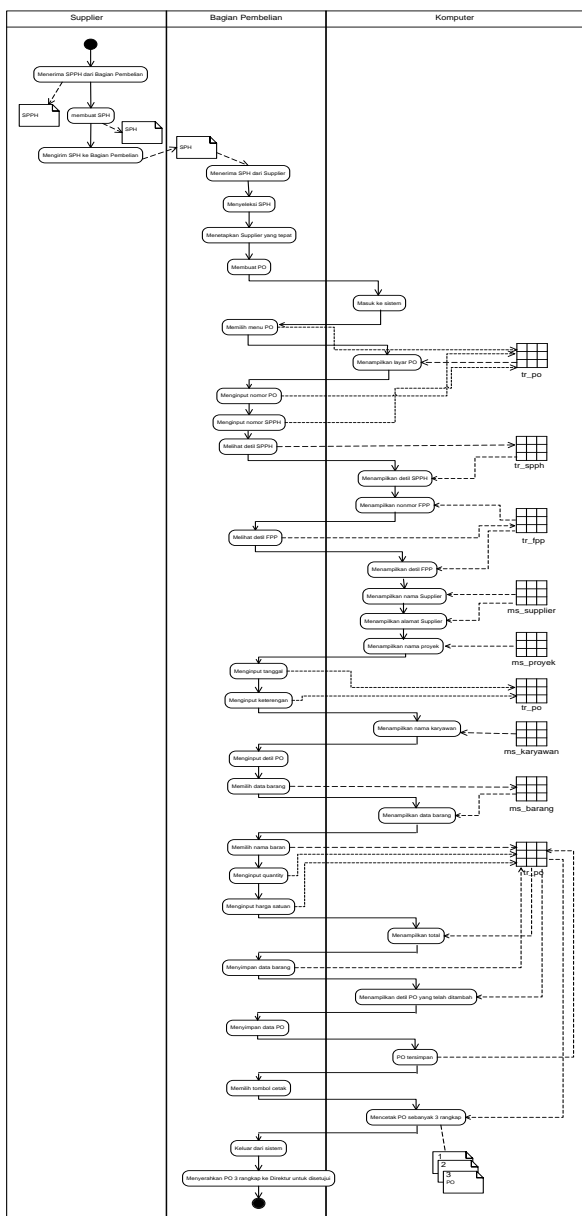 Supplier
Bagian Pembelian
Komputer
Menerima SPPH dari Bagian Pembelian
SPPH
membuat SPH
SPH
Mengirim SPH ke Bagian Pembelian
SPH
Menerima SPH dari Supplier
Menyeleksi SPH
Menetapkan Supplier yang tepat
Membuat PO
Masuk ke sistem
Memilih menu PO
Menampilkan layar PO
tr_po
Menginput nomor PO
Menginput nomor SPPH
Melihat detil SPPH
tr_spph
Menampilkan detil SPPH
Menampilkan nonmor FPP
Melihat detil FPP
tr_fpp
Menampilkan detil FPP
Menampilkan nama Supplier
ms_supplier
Menampilkan alamat Supplier
Menampilkan nama proyek
ms_proyek
Menginput tanggal
Menginput keterengan
tr_po
Menampilkan nama karyawan
ms_karyawan
Menginput detil PO
Memilih data barang
ms_barang
Menampilkan data barang
Memilih nama baran
tr_po
Menginput quantity
Menginput harga satuan
Menampilkan total
Menyimpan data barang
Menampilkan detil PO yang telah ditambah
Menyimpan data PO
PO tersimpan
Memilih tombol cetak
Mencetak PO sebanyak 3 rangkap
Keluar dari sistem
1
2
3
PO
Menyerahkan PO 3 rangkap ke Direktur untuk disetujui